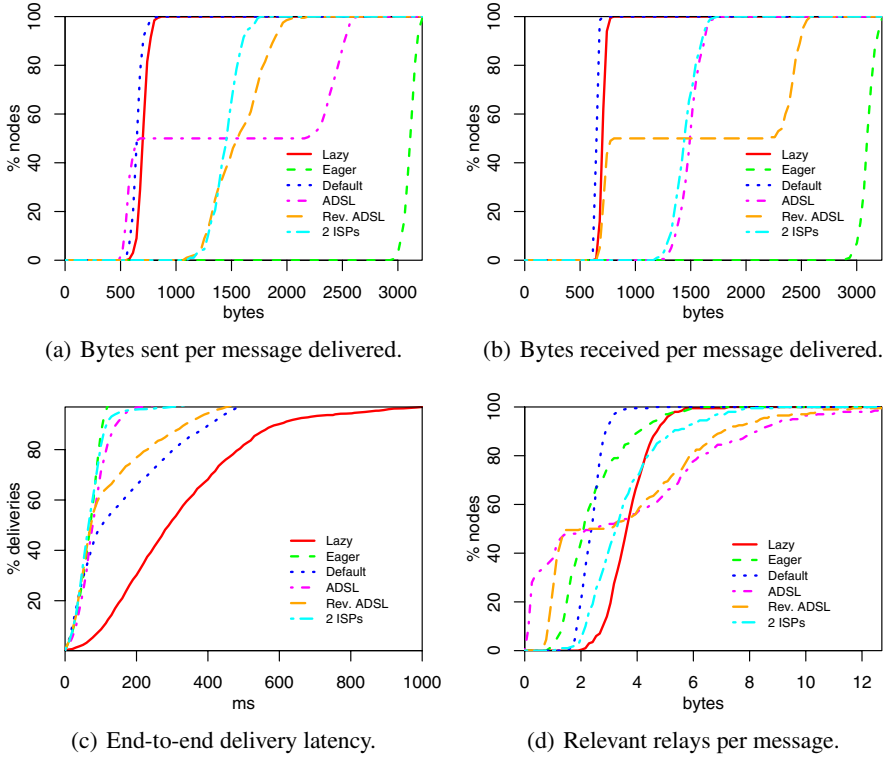 % nodes
0 20 40 60 80 100
Lazy
Eager
Default
ADSL
Rev. ADSL
2 ISPs
0 500 1000 1500 2000 2500 3000
bytes
(a) Bytes sent per message delivered.
% nodes
0 20 40 60 80 100
Lazy
Eager
Default
ADSL
Rev. ADSL
2 ISPs
0 500 1000 1500 2000 2500 3000
bytes
(b) Bytes received per message delivered.
% deliveries
20 40 60 80
Lazy
Eager
Default
ADSL
Rev. ADSL
2 ISPs
0 200 400 600 800 1000
ms
(c) End-to-end delivery latency.
% nodes
0 20 40 60 80 100
Lazy
Eager
Default
ADSL
Rev. ADSL
2 ISPs
0 2 4 6 8 10 12
bytes
(d) Relevant relays per message.